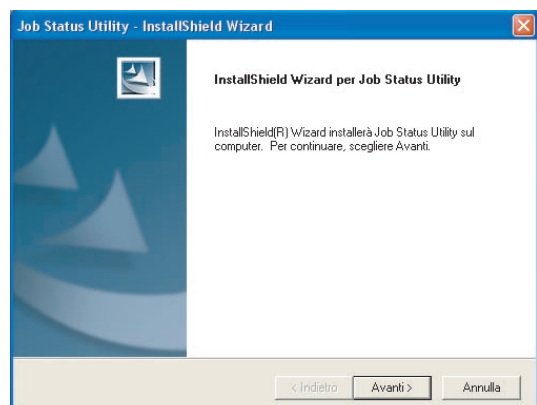 Job Status Utility - InstallShield Wizard
InstallShield Wizard per Job Status Utility
InstallShield(R) Wizard installerà Job Status Utility sul
computer. Per continuare, scegliere Avanti.
< Indietro Avanti > Annulla